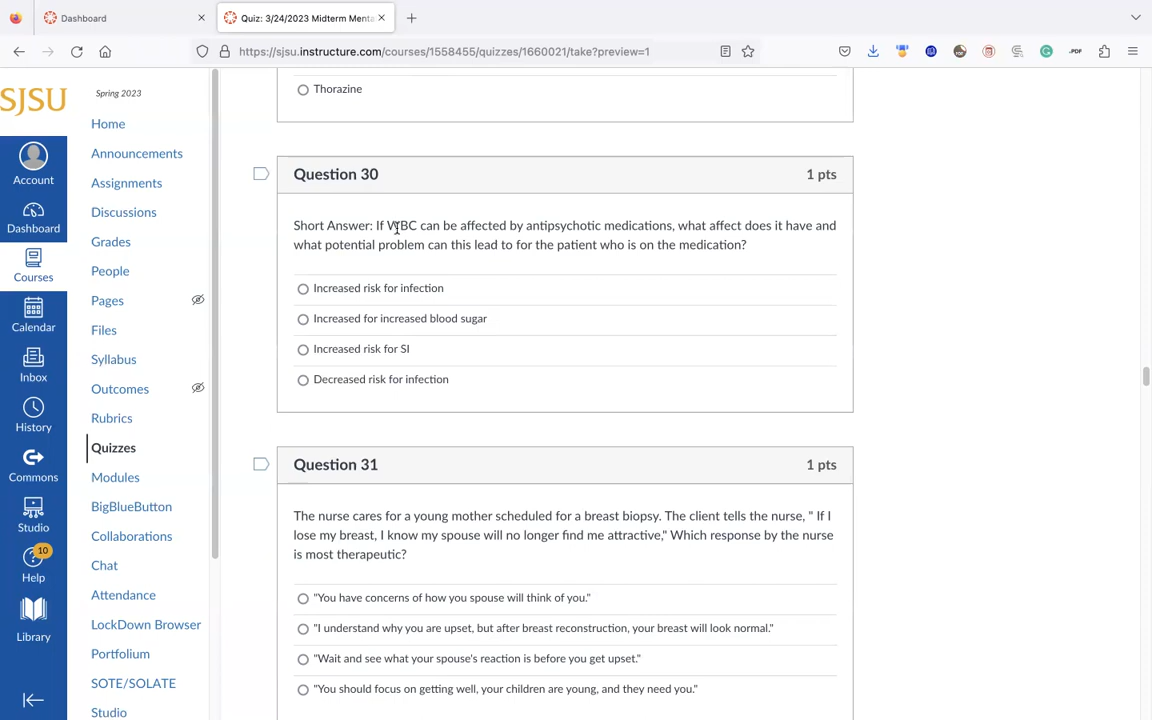 Dashboard
Quiz: 3/24/2023 Midterm Menta
https://sjsu.instructure.com/courses/1558455/quizzes/1660021/take?preview=1
.PDF
SJSU
Account
Dashboard
Courses
Calendar
Inbox
History
Commons
Studio
10
Help
Library
Spring 2023
Home
Announcements
Assignments
Discussions
Grades
People
Pages
Files
Syllabus
Outcomes
Rubrics
Quizzes
Modules
BigBlueButton
Collaborations
Chat
Attendance
LockDown Browser
Portfolium
SOTE/SOLATE
Studio
Thorazine
Question 30
1 pts
Short Answer: If WBC can be affected by antipsychotic medications, what affect does it have and
what potential problem can this lead to for the patient who is on the medication?
Increased risk for infection
Increased for increased blood sugar
Increased risk for SI
Decreased risk for infection
Question 31
1 pts
The nurse cares for a young mother scheduled for a breast biopsy. The client tells the nurse, " If I
lose my breast, I know my spouse will no longer find me attractive," Which response by the nurse
is most therapeutic?
"You have concerns of how you spouse will think of you."
"I understand why you are upset, but after breast reconstruction, your breast will look normal."
"Wait and see what your spouse's reaction is before you get upset."
"You should focus on getting well, your children are young, and they need you."